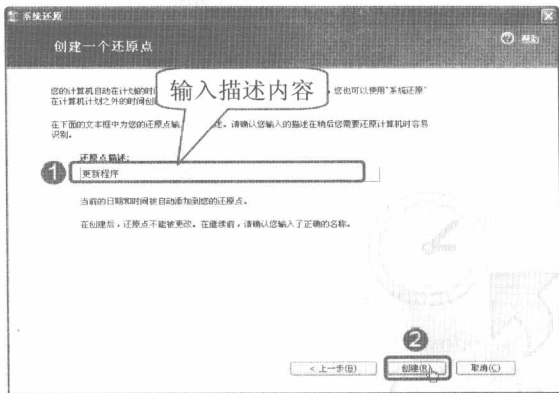 系统还原
创建一个还原点
帮助
您的计算机自动在计划的时
您也可以使用"系统还原"
在计算机计划之外的时间创
输入描述内容
在下面的文本框中为您的还原点输
述。请确认您输入的描述在稍后您需要还原计算机时容易
识别。
还原点描述:
1
更新程序
当前的日期和时间被自动添加到您的还原点。
在创建后,还原点不能被更改。在继续前,请确认您输入了正确的名称。
2
< 上一步(B)
创建(R)
取消(C)